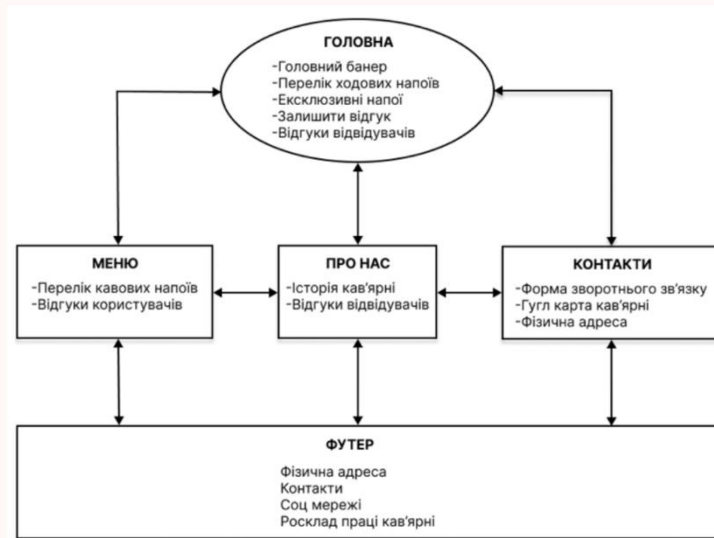 ГОЛОВНА
-Головний банер
-Перелік ходових напоїв
-Ексклюзивні напої
-Залишити відгук
-Відгуки відвідувачів
МЕНЮ
-Перелік кавових напоїв
-Відгуки користувачів
ПРО НАС
-Історія кав'ярні
-Відгуки відвідувачів
КОНТАКТИ
-Форма зворотнього зв'язку
-Гугл карта кав'ярні
-Фізична адреса
ФУТЕР
Фізична адреса
Контакти
Соц мережі
Росклад праці кав'ярні